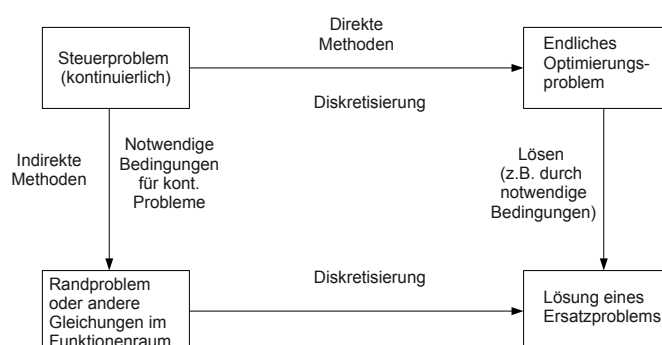 Steuerproblem
(kontinuierlich)
Direkte
Methoden
Diskretisierung
Endliches
Optimierungs-
problem
Indirekte
Methoden
Notwendige
Bedingungen
für kont.
Probleme
Lösen
(z.B. durch
notwendige
Bedingungen)
Randproblem
oder andere
Gleichungen im
Funktionenraum
Diskretisierung
Lösung eines
Ersatzproblems